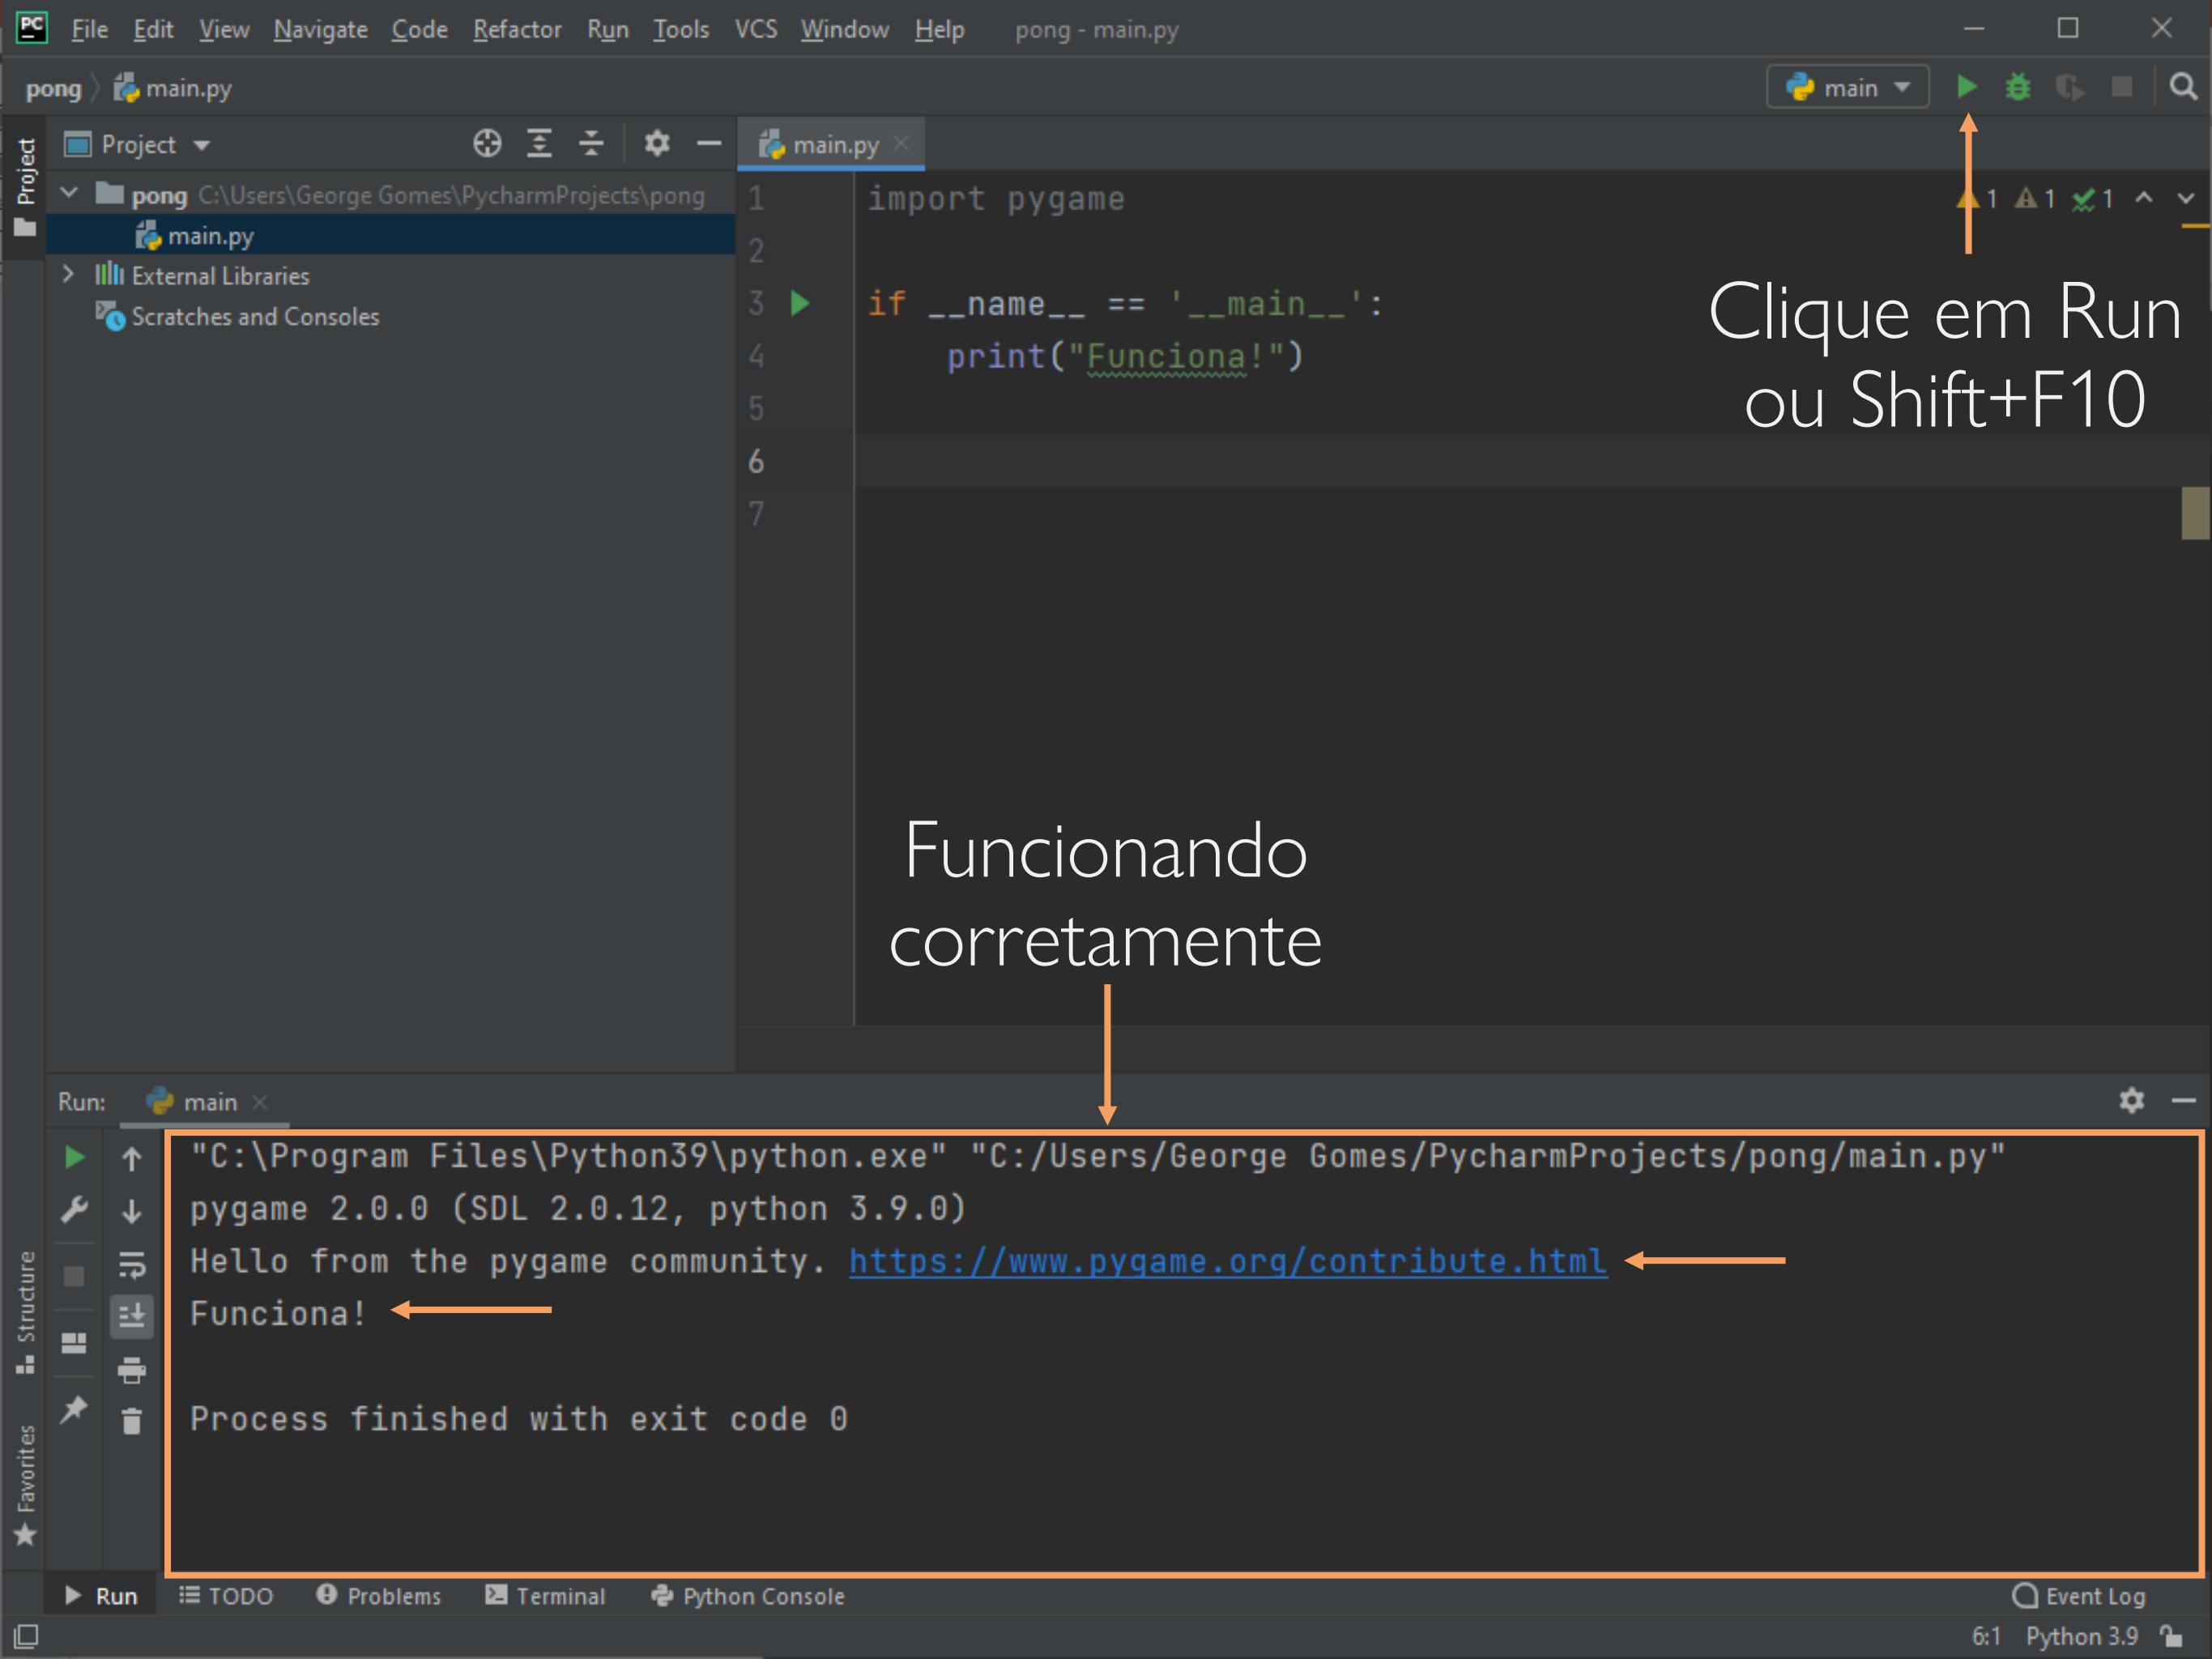 PC File Edit View Navigate Code Refactor Run Tools VCS Window Help pong - main.py
pong main.py main
Project
Project
main.py
pong C:\Users\George Gomes\PycharmProjects\pong
main.py
External Libraries
Scratches and Consoles
1 import pygame
1 1 1
2
3 if __name__ == '__main__':
4 print("Funciona!")
5
6
7
Clique em Run
ou Shift+F10
Funcionando
corretamente
Run: main
"C:\Program Files\Python39\python.exe" "C:/Users/George Gomes/PycharmProjects/pong/main.py"
pygame 2.0.0 (SDL 2.0.12, python 3.9.0)
Hello from the pygame community. https://www.pygame.org/contribute.html
Funciona!
Process finished with exit code 0
Structure
Favorites
Run TODO Problems Terminal Python Console Event Log
6:1 Python 3.9